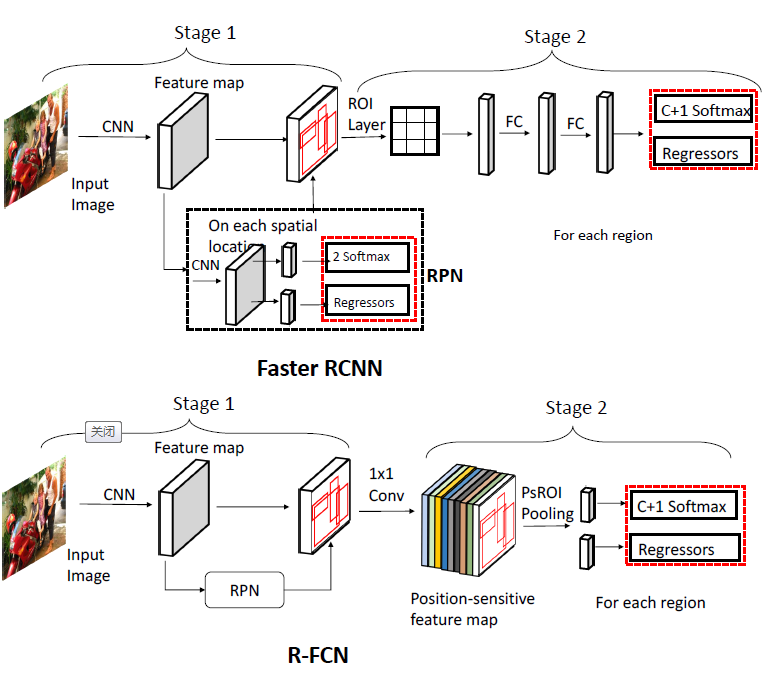 Stage 1
Stage 2
Feature map
CNN
Input
Image
ROI
Layer
FC
FC
C+1 Softmax
Regressors
For each region
On each spatial
location
CNN
2 Softmax
Regressors
RPN
Faster RCNN
Stage 1
Stage 2
关闭
Feature map
CNN
Input
Image
RPN
1x1
Conv
PsROI
Pooling
C+1 Softmax
Regressors
Position-sensitive
feature map
For each region
R-FCN